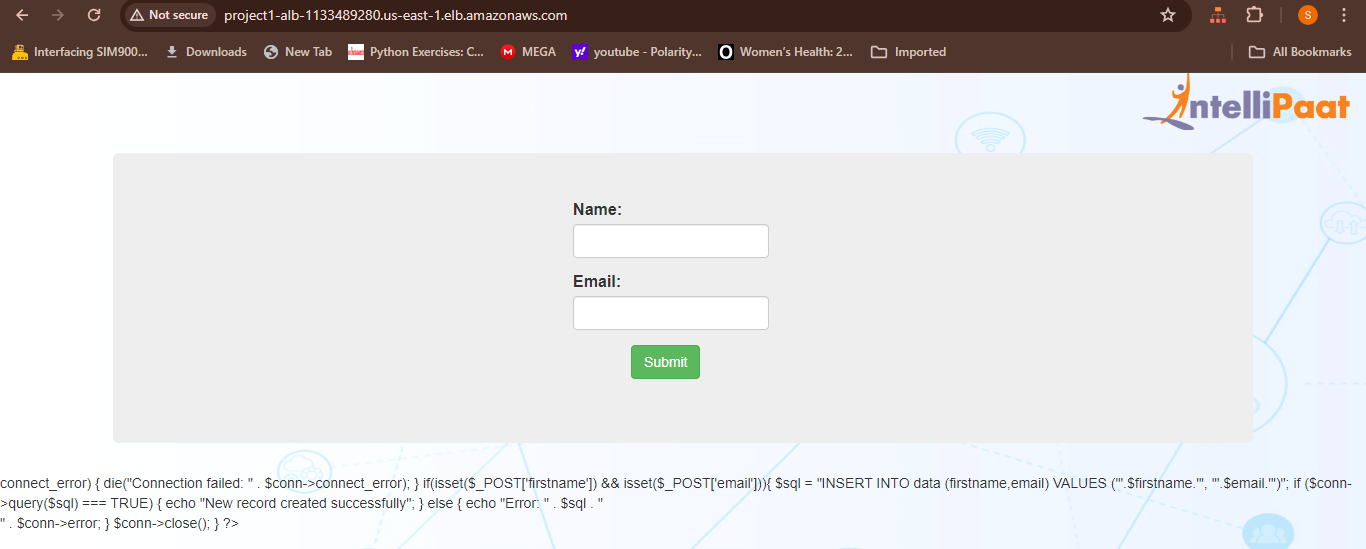 Not secure project1-alb-1133489280.us-east-1.elb.amazonaws.com S
Interfacing SIM900... Downloads New Tab Python Exercises: C... MEGA youtube - Polarity... Women's Health: 2... Imported All Bookmarks
IntelliPaat
Name:
Email:
Submit
connect_error) { die("Connection failed: " . $conn->connect_error); } if(isset($_POST['firstname']) && isset($_POST['email'])){ $sql = "INSERT INTO data (firstname,email) VALUES ('".$firstname."', '".$email."')"; if ($conn-
>query($sql) === TRUE) { echo "New record created successfully"; } else { echo "Error: " . $sql . "
" . $conn->error; } $conn->close(); } ?>